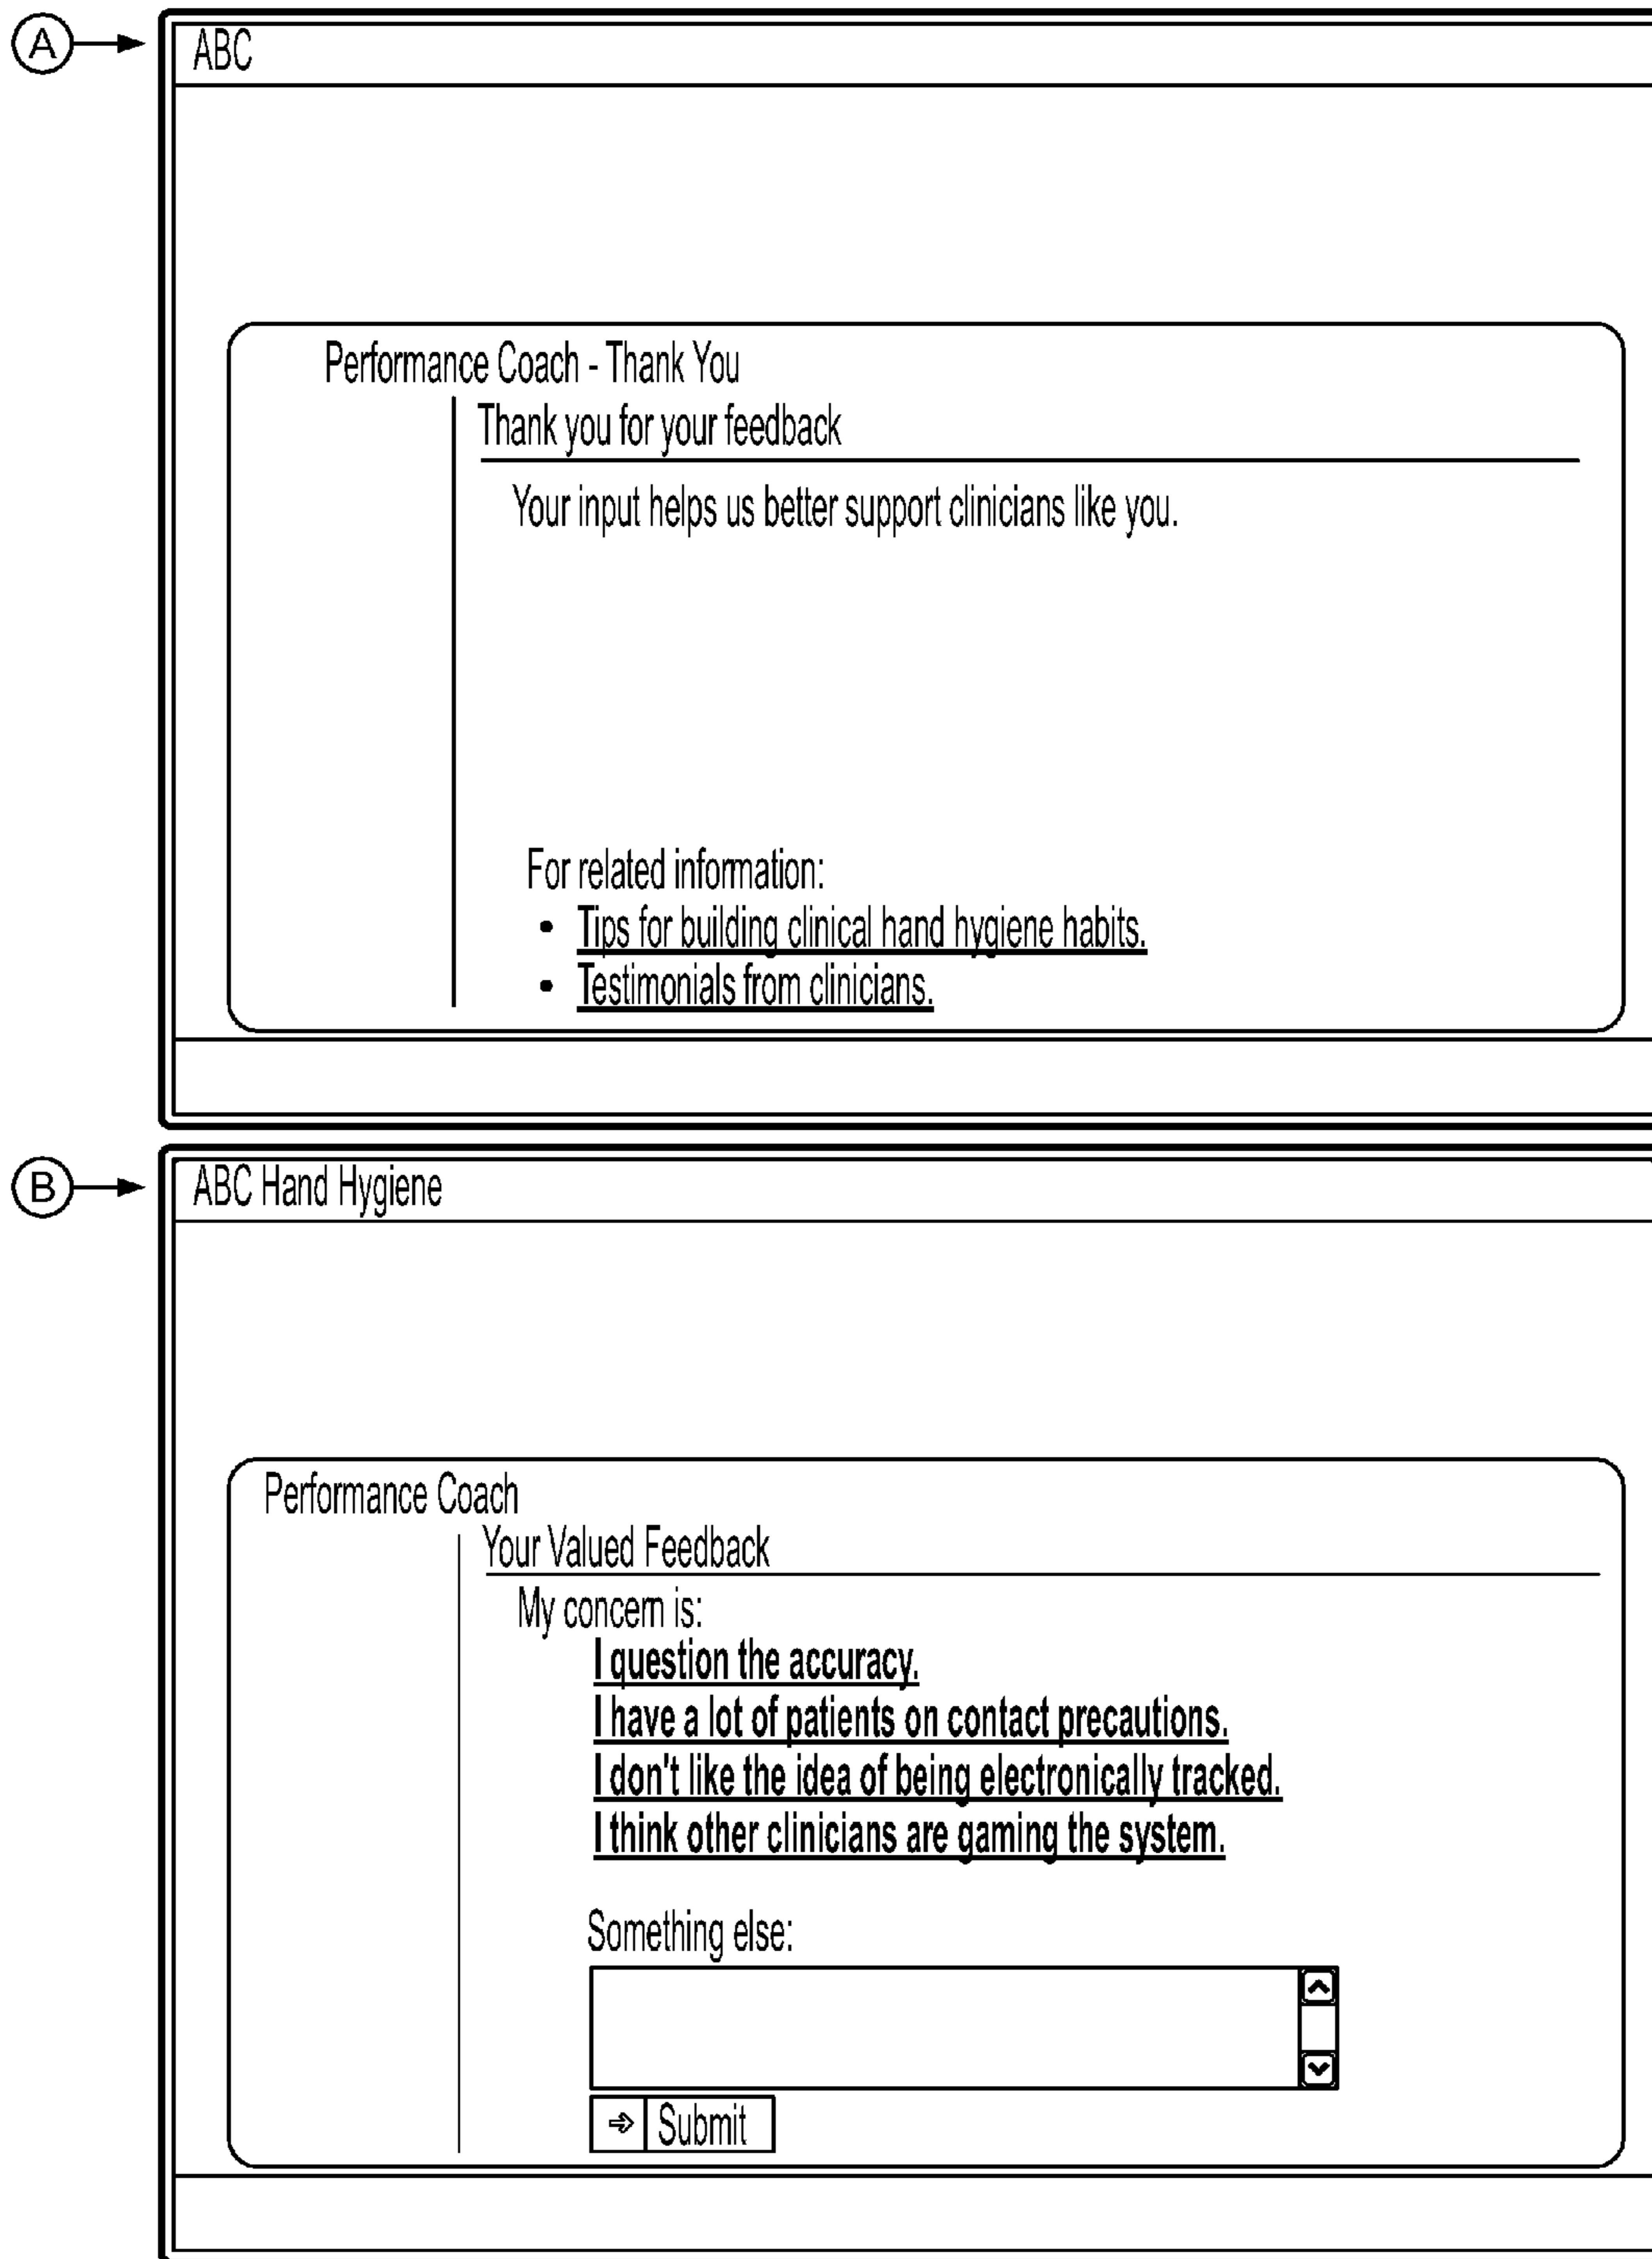 A
ABC
Performance Coach - Thank You
Thank you for your feedback
Your input helps us better support clinicians like you.
For related information:
• Tips for building clinical hand hygiene habits.
• Testimonials from clinicians.
B
ABC Hand Hygiene
Performance Coach
Your Valued Feedback
My concern is:
I question the accuracy.
I have a lot of patients on contact precautions.
I don't like the idea of being electronically tracked.
I think other clinicians are gaming the system.
Something else:
Submit